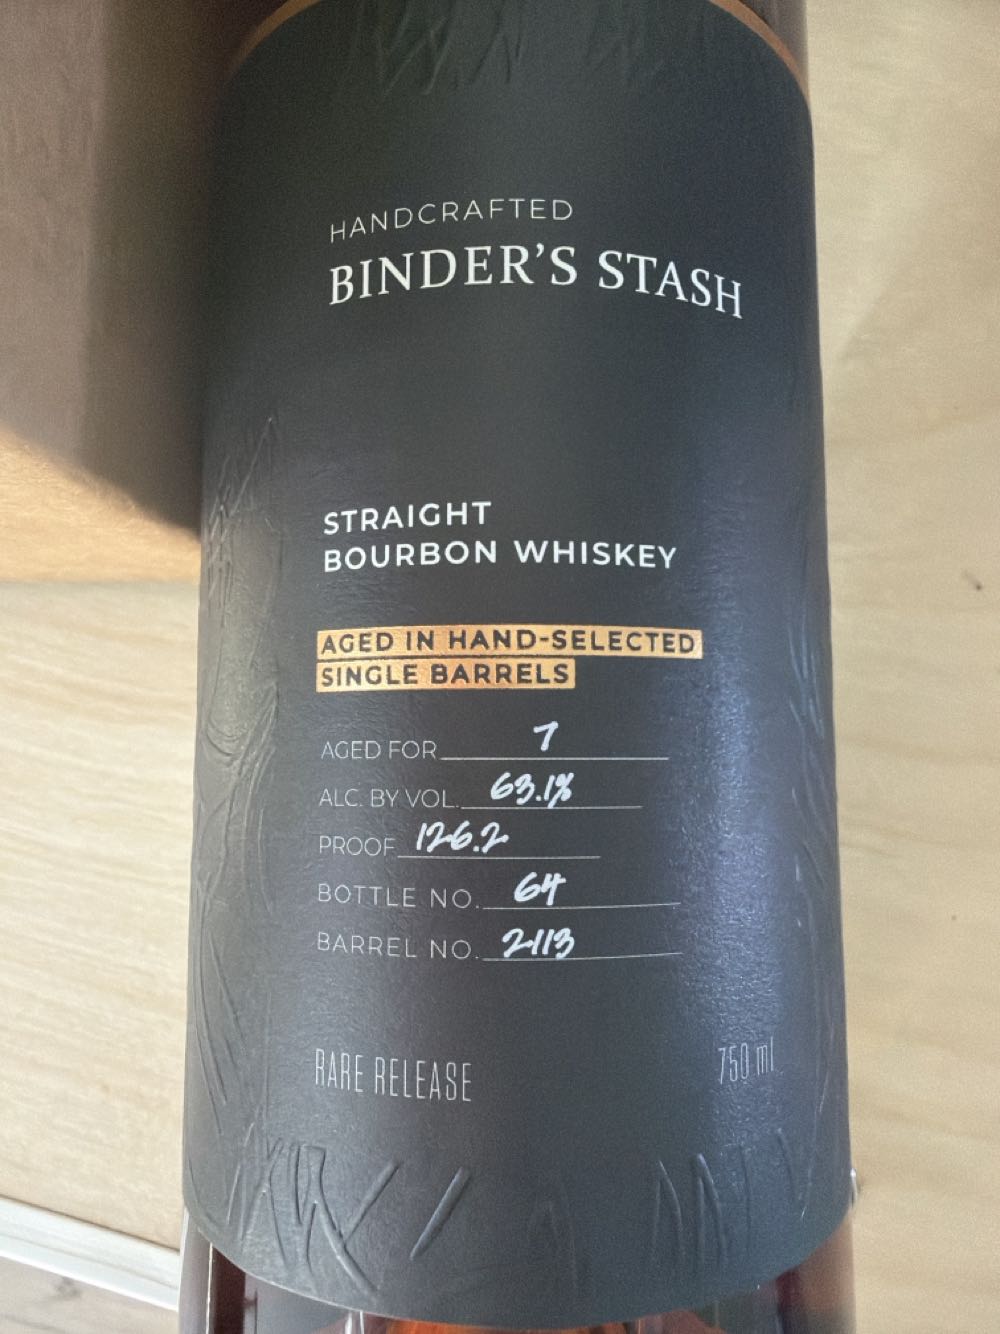 HANDCRAFTED
BINDER'S STASH
STRAIGHT
BOURBON WHISKEY
AGED IN HAND-SELECTED
SINGLE BARRELS
AGED FOR 7
ALC. BY VOL. 63.1%
PROOF 126.2
BOTTLE NO. 64
BARREL NO. 2113
RARE RELEASE 750 ml